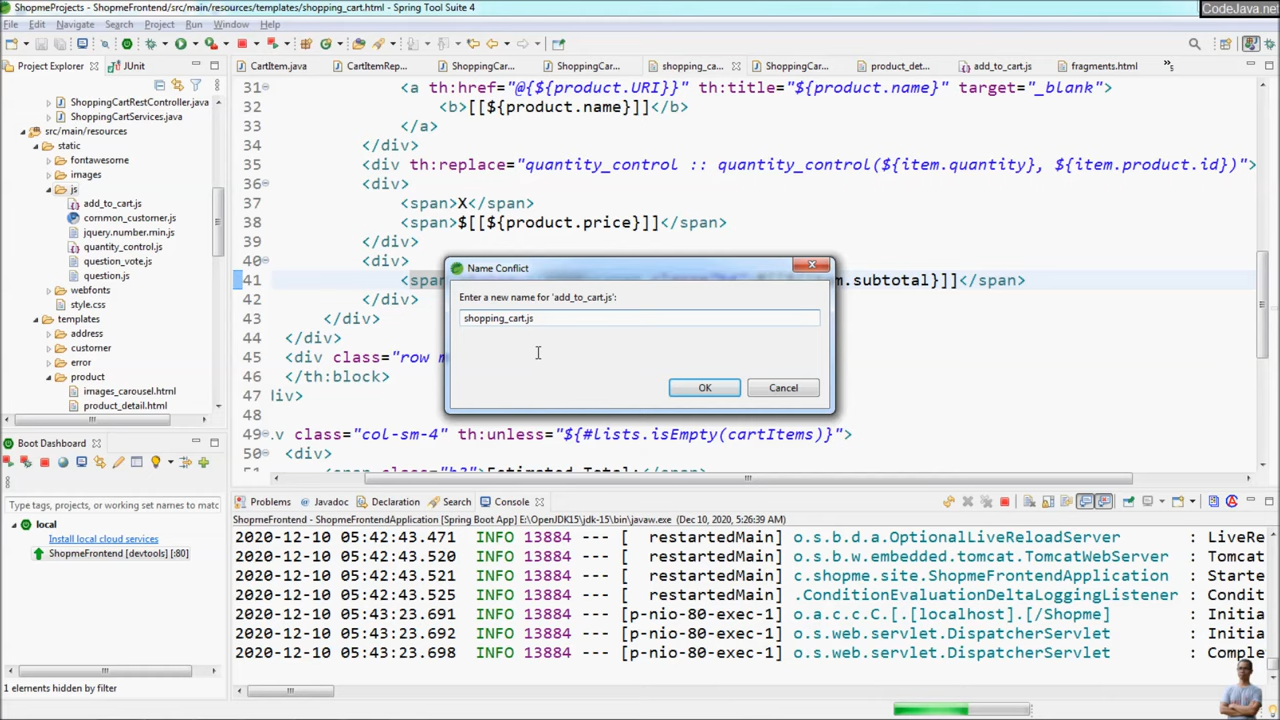 ShopmeProjects - ShopmeFrontend/src/main/resources/templates/shopping_cart.html - Spring Tool Suite 4
CodeJava.net
File Edit Navigate Search Project Run Window Help
Project Explorer JUnit
CartItem.java CartItemRep... ShoppingCar... ShoppingCar... shopping_ca... ShoppingCar... product_det... add_to_cart.js fragments.html
ShoppingCartRestController.java
ShoppingCartServices.java
src/main/resources
static
fontawesome
images
js
add_to_cart.js
common_customer.js
jquery.number.min.js
quantity_control.js
question_vote.js
question.js
webfonts
style.css
templates
address
customer
error
product
images_carousel.html
product_detail.html
31 <a th:href="@{${product.URI}}" th:title="${product.name}" target="_blank">
32 <b>[[${product.name}]]</b>
33 </a>
34 </div>
35 <div th:replace="quantity_control :: quantity_control(${item.quantity}, ${item.product.id})">
36 <div>
37 <span>X</span>
38 <span>$[[${product.price}]]</span>
39 </div>
40 <div>
41 <span m.subtotal}]]</span>
42 </div>
43 </div>
44 </div>
45 <div class="row m
46 </th:block>
47 div>
48
49 v class="col-sm-4" th:unless="${#lists.isEmpty(cartItems)}">
50 <div>
51 <span class="h3">Estimated Total:</span>
Name Conflict
Enter a new name for 'add_to_cart.js':
shopping_cart.js
OK Cancel
Boot Dashboard
Type tags, projects, or working set names to matc
local
Install local cloud services
ShopmeFrontend [devtools] [:80]
1 elements hidden by filter
Problems Javadoc Declaration Search Console
ShopmeFrontend - ShopmeFrontendApplication [Spring Boot App] E:\OpenJDK15\jdk-15\bin\javaw.exe (Dec 10, 2020, 5:26:39 AM)
2020-12-10 05:42:43.471 INFO 13884 --- [ restartedMain] o.s.b.d.a.OptionalLiveReloadServer : LiveRe
2020-12-10 05:42:43.520 INFO 13884 --- [ restartedMain] o.s.b.w.embedded.tomcat.TomcatWebServer : Tomcat
2020-12-10 05:42:43.521 INFO 13884 --- [ restartedMain] c.shopme.site.ShopmeFrontendApplication : Starte
2020-12-10 05:42:43.525 INFO 13884 --- [ restartedMain] .ConditionEvaluationDeltaLoggingListener : Condit
2020-12-10 05:43:23.691 INFO 13884 --- [p-nio-80-exec-1] o.a.c.c.C.[.[localhost].[/Shopme] : Initia
2020-12-10 05:43:23.692 INFO 13884 --- [p-nio-80-exec-1] o.s.web.servlet.DispatcherServlet : Initia
2020-12-10 05:43:23.698 INFO 13884 --- [p-nio-80-exec-1] o.s.web.servlet.DispatcherServlet : Comple